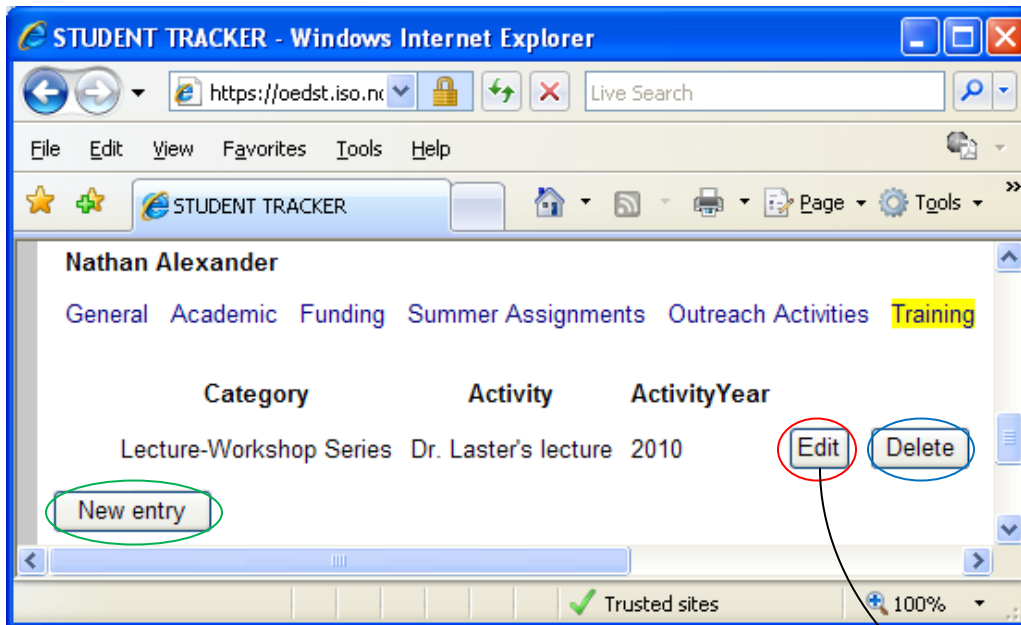 STUDENT TRACKER - Windows Internet Explorer
https://oedst.iso.no
Live Search
File Edit View Favorites Tools Help
STUDENT TRACKER
Page Tools
Nathan Alexander
General Academic Funding Summer Assignments Outreach Activities Training
Category Activity ActivityYear
Lecture-Workshop Series Dr. Laster's lecture 2010 Edit Delete
New entry
Trusted sites 100%